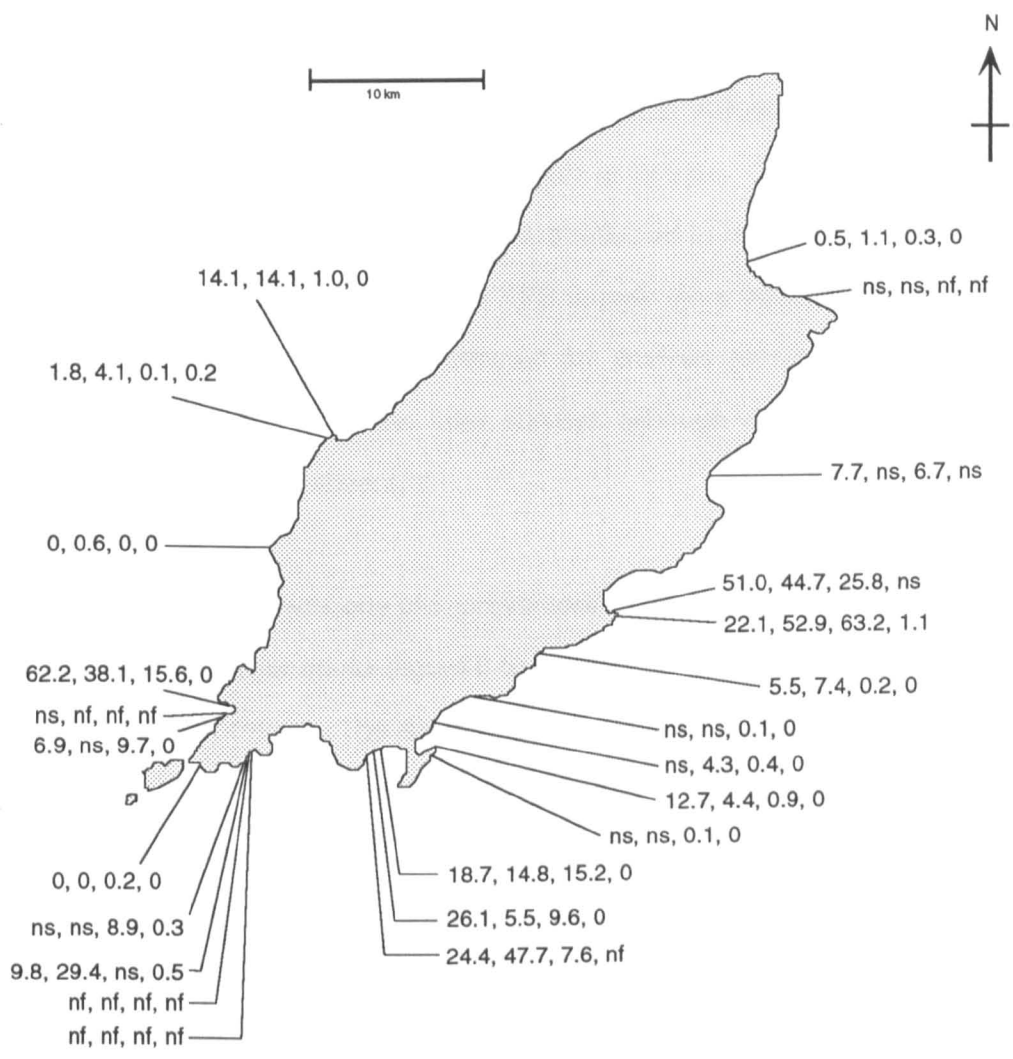 N
10 km
0.5, 1.1, 0.3, 0
14.1, 14.1, 1.0, 0
ns, ns, nf, nf
1.8, 4.1, 0.1, 0.2
7.7, ns, 6.7, ns
0, 0.6, 0, 0
51.0, 44.7, 25.8, ns
22.1, 52.9, 63.2, 1.1
62.2, 38.1, 15.6, 0
5.5, 7.4, 0.2, 0
ns, nf, nf, nf
ns, ns, 0.1, 0
6.9, ns, 9.7, 0
ns, 4.3, 0.4, 0
12.7, 4.4, 0.9, 0
ns, ns, 0.1, 0
0, 0, 0.2, 0
18.7, 14.8, 15.2, 0
ns, ns, 8.9, 0.3
26.1, 5.5, 9.6, 0
24.4, 47.7, 7.6, nf
9.8, 29.4, ns, 0.5
nf, nf, nf, nf
nf, nf, nf, nf